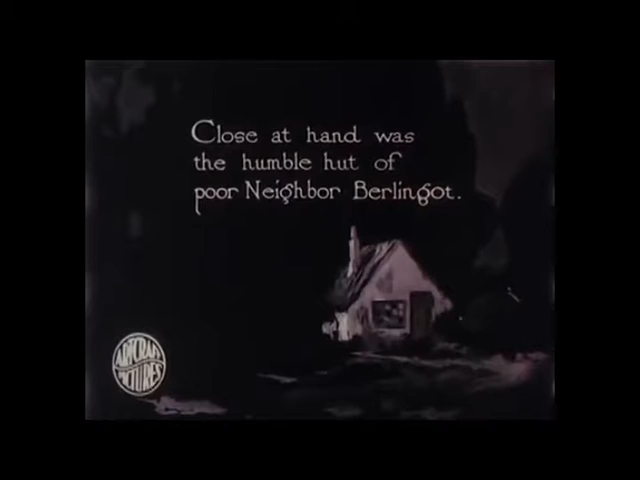 Close at hand was
the humble hut of
poor Neighbor Berlingot.
ARTCRAFT
PICTURES